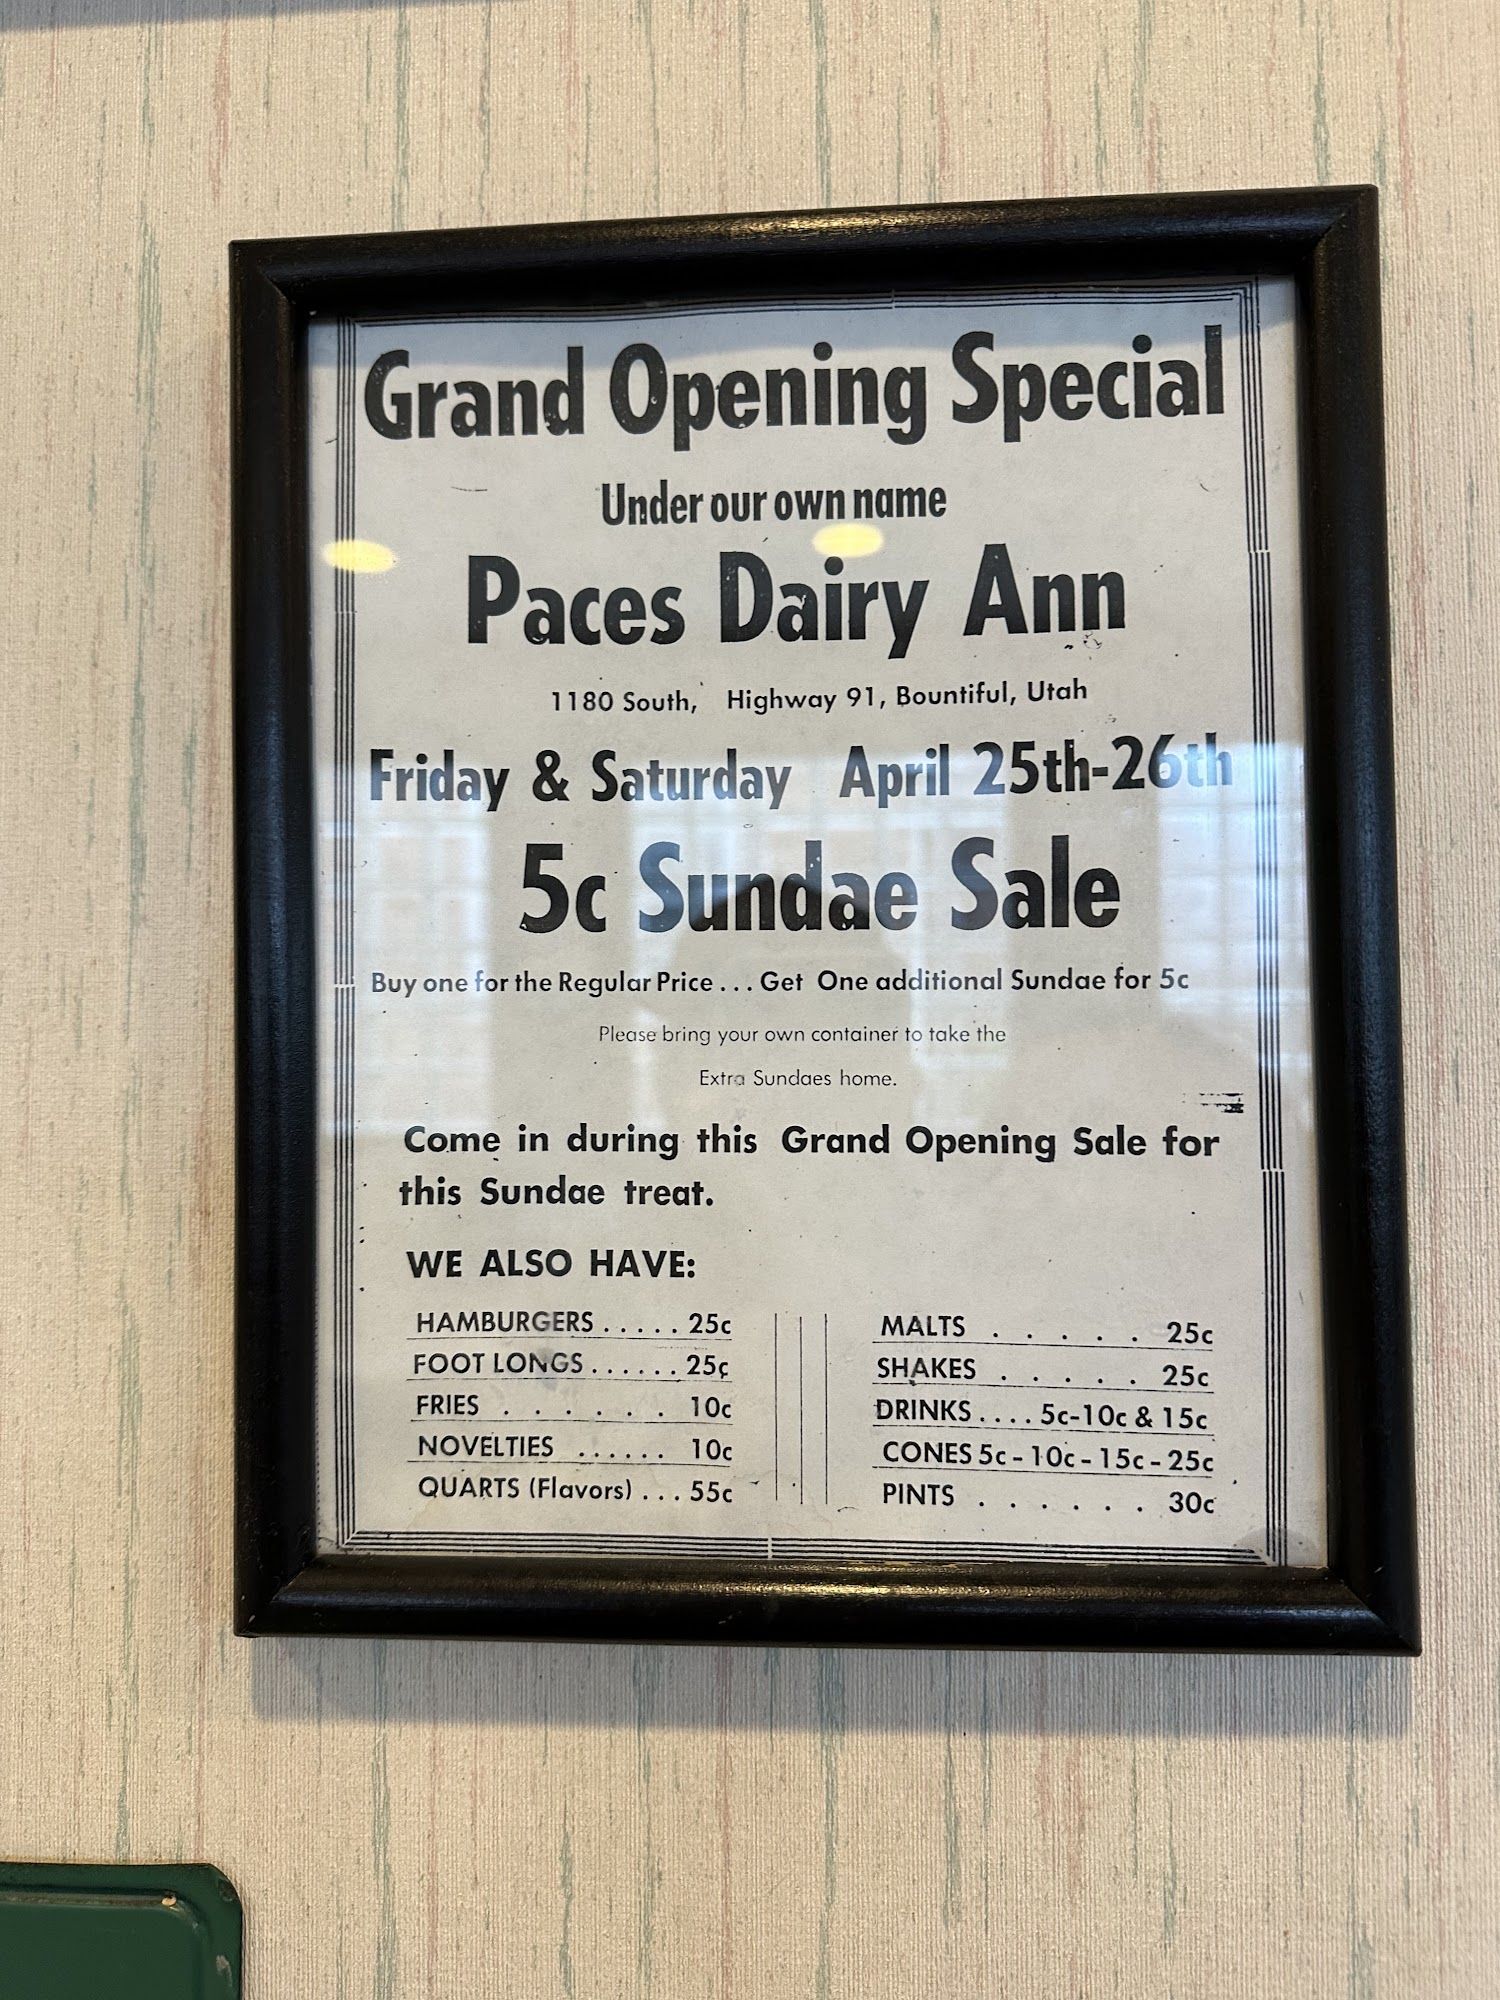 Grand Opening Special
Under our own name
Paces Dairy Ann
1180 South, Highway 91, Bountiful, Utah
Friday & Saturday April 25th-26th
5c Sundae Sale
Buy one for the Regular Price . . . Get One additional Sundae for 5c
Please bring your own container to take the
Extra Sundaes home.
Come in during this Grand Opening Sale for
this Sundae treat.
WE ALSO HAVE:
HAMBURGERS . . . . . 25c
FOOT LONGS . . . . . . 25¢
FRIES . . . . . . 10c
NOVELTIES . . . . . . 10c
QUARTS (Flavors) . . . 55c
MALTS . . . . . 25c
SHAKES . . . . . 25c
DRINKS . . . . 5c-10c & 15c
CONES 5c - 10c - 15c - 25c
PINTS . . . . . . 30c